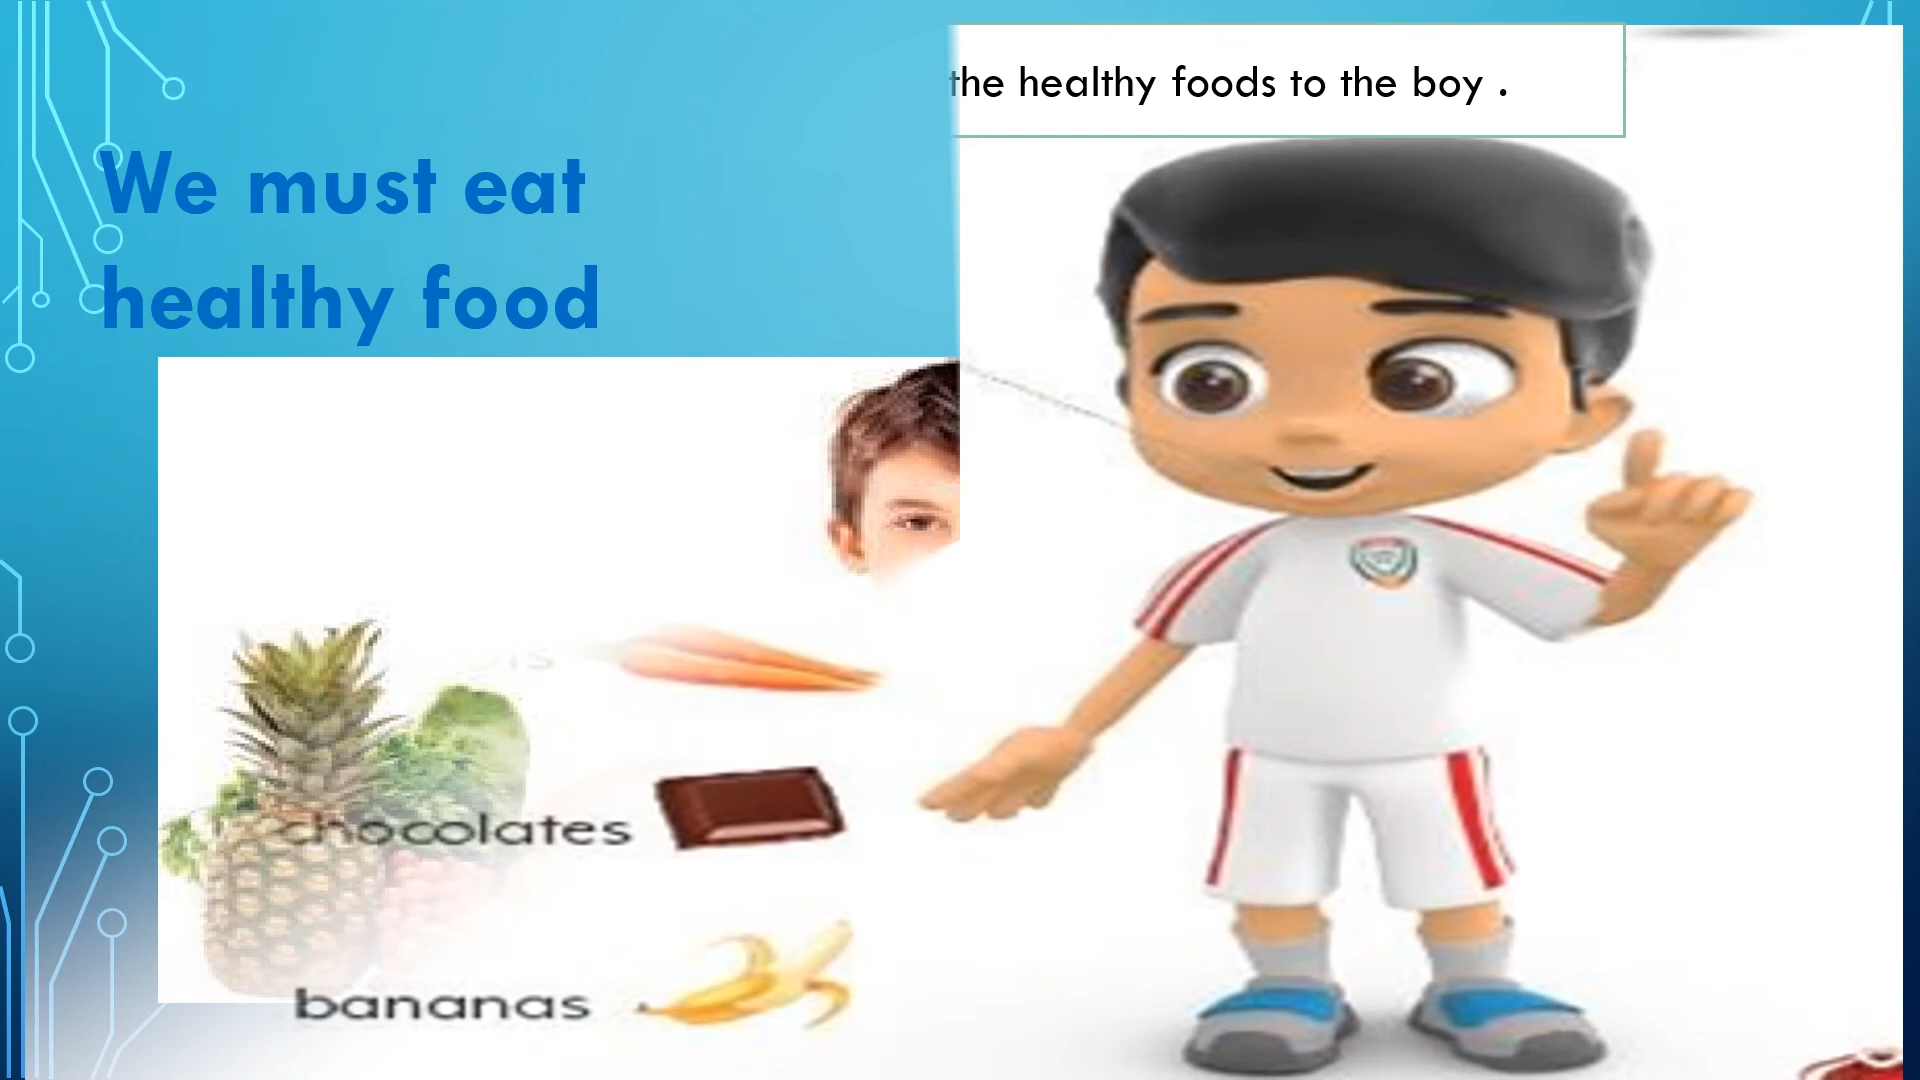 the healthy foods to the boy .
We must eat
healthy food
chocolates
bananas